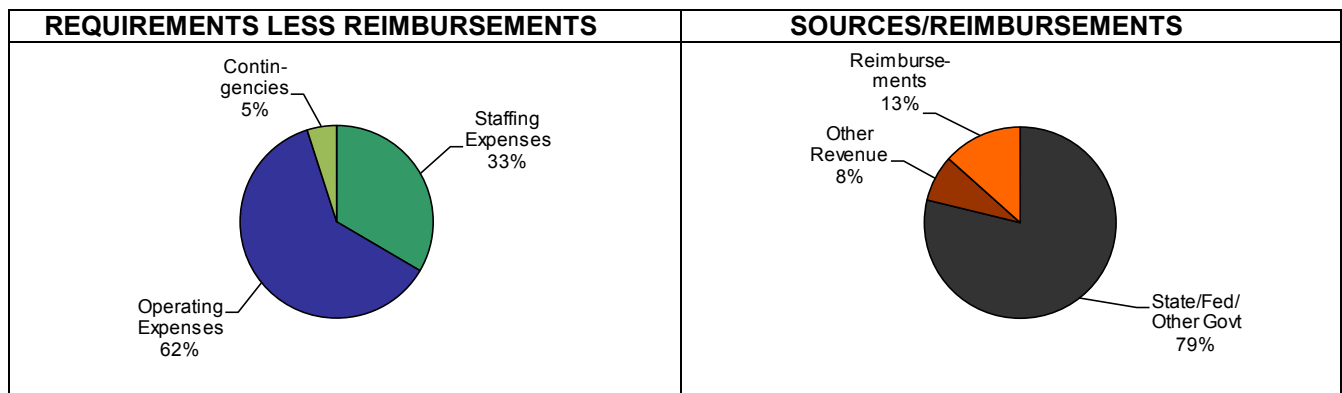 REQUIREMENTS LESS REIMBURSEMENTS
Contin-
gencies
5%
Staffing
Expenses
33%
Operating
Expenses
62%
SOURCES/REIMBURSEMENTS
Reimburse-
ments
13%
Other
Revenue
8%
State/Fed/
Other Govt
79%